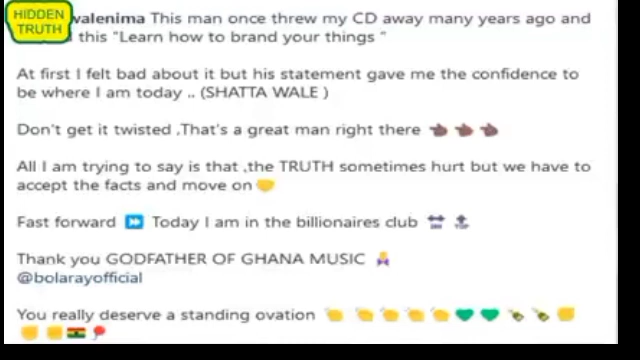 HIDDEN
TRUTH
walenima This man once threw my CD away many years ago and
this "Learn how to brand your things "
At first I felt bad about it but his statement gave me the confidence to
be where I am today .. (SHATTA WALE )
Don't get it twisted ,That's a great man right there 👈🏿 👈🏿 👈🏿
All I am trying to say is that ,the TRUTH sometimes hurt but we have to
accept the facts and move on
Fast forward ⏩ Today I am in the billionaires club
Thank you GODFATHER OF GHANA MUSIC
@bolarayofficial
You really deserve a standing ovation 👏 👏 👏 👏 👏 💚 💚 🍾 🍾 ✊
✊ ✊ 🇬🇭